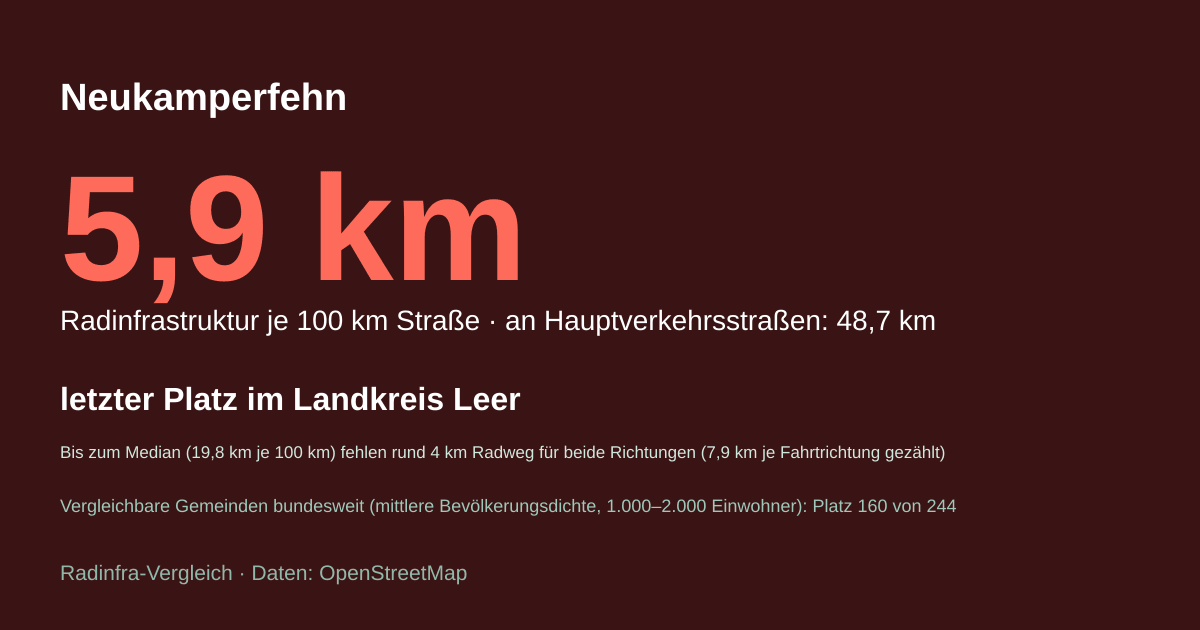 Neukamperfehn
5,9 km
Radinfrastruktur je 100 km Straße · an Hauptverkehrsstraßen: 48,7 km
letzter Platz im Landkreis Leer
Bis zum Median (19,8 km je 100 km) fehlen rund 4 km Radweg für beide Richtungen (7,9 km je Fahrtrichtung gezählt)
Vergleichbare Gemeinden bundesweit (mittlere Bevölkerungsdichte, 1.000–2.000 Einwohner): Platz 160 von 244
Radinfra-Vergleich · Daten: OpenStreetMap